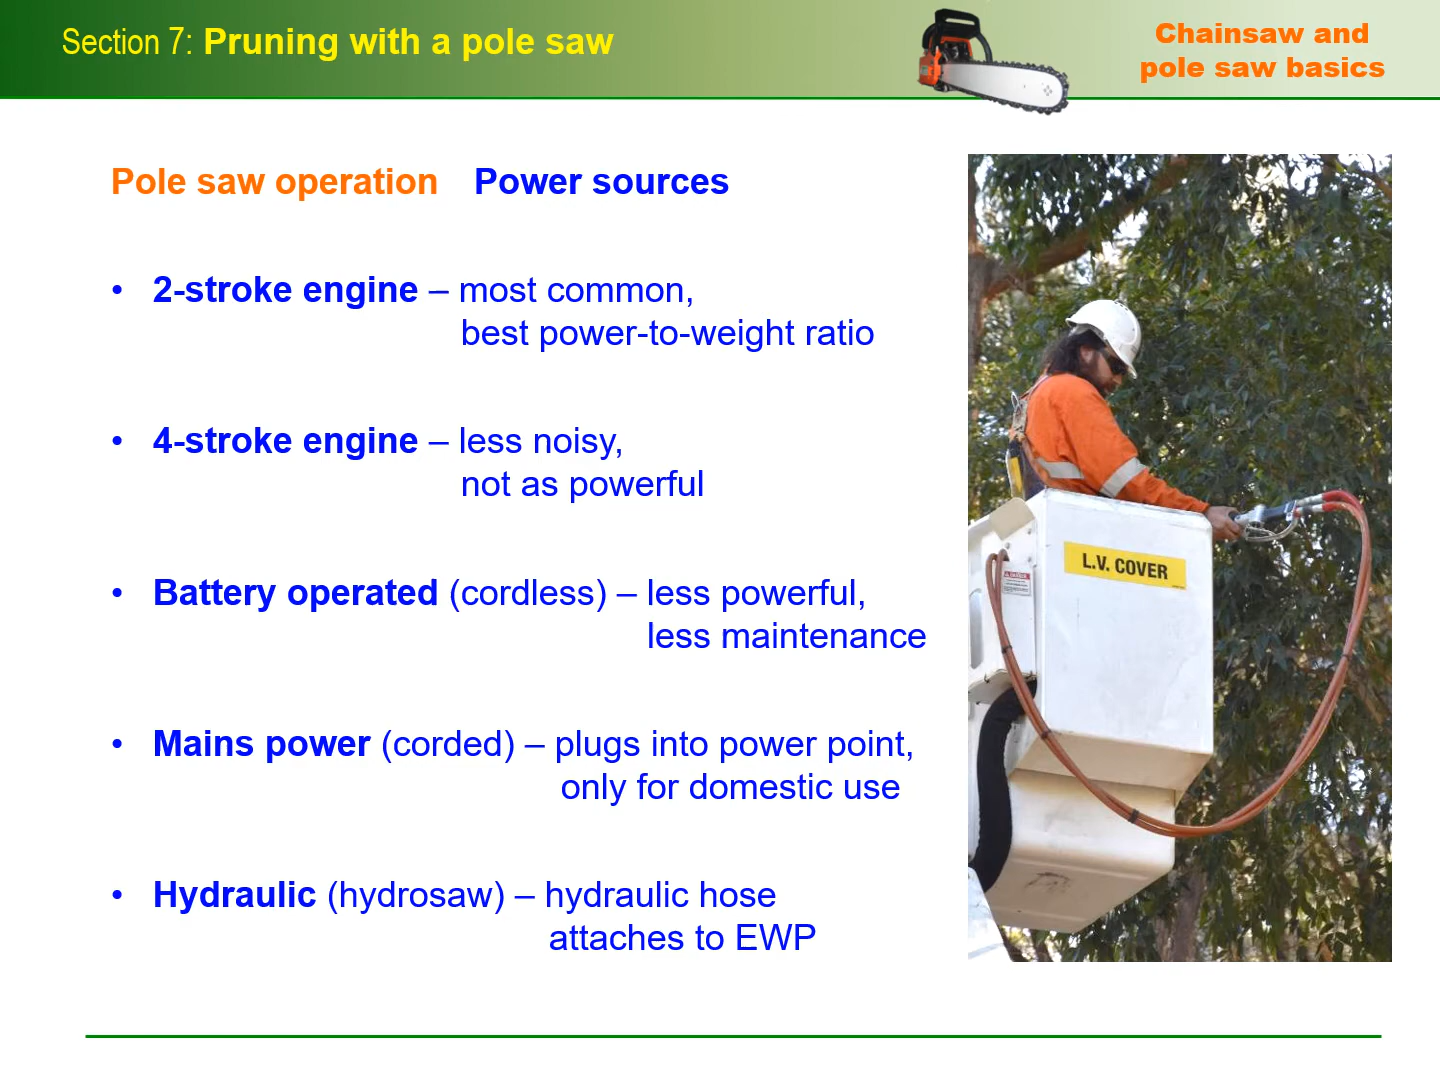 Section 7: Pruning with a pole saw
Chainsaw and
pole saw basics
Pole saw operation Power sources
• 2-stroke engine – most common,
best power-to-weight ratio
• 4-stroke engine – less noisy,
not as powerful
• Battery operated (cordless) – less powerful,
less maintenance
• Mains power (corded) – plugs into power point,
only for domestic use
• Hydraulic (hydrosaw) – hydraulic hose
attaches to EWP
L.V. COVER